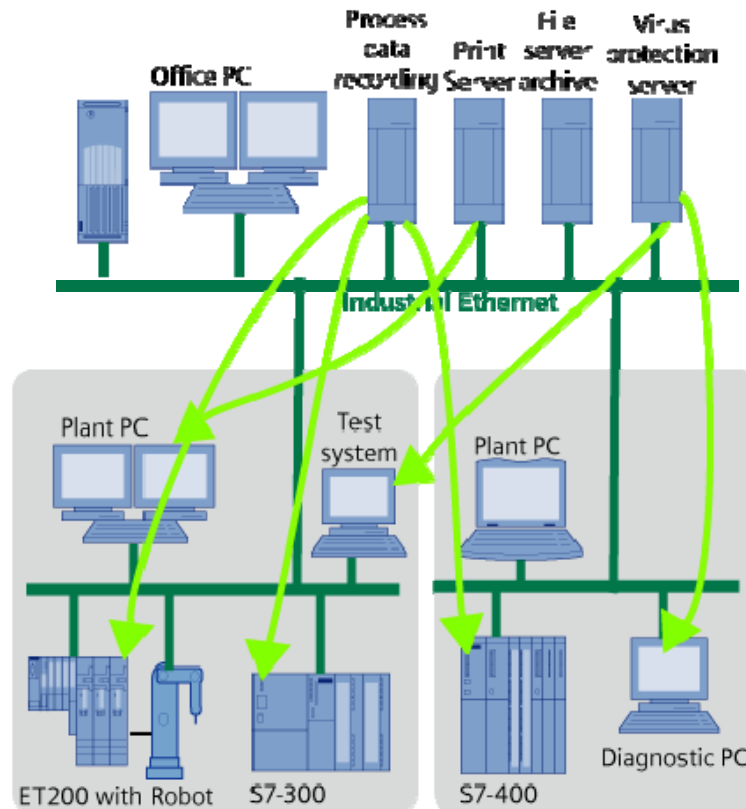 Office PC
Process
data
recording
Print
Server
File
server
archive
Virus
protection
server
Industrial Ethernet
Plant PC
Test
system
Plant PC
ET200 with Robot
S7-300
S7-400
Diagnostic PC